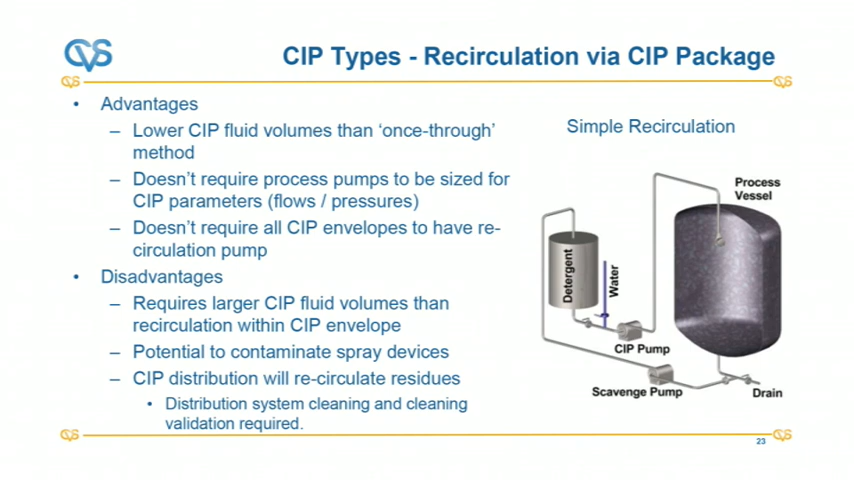 CVS
CIP Types - Recirculation via CIP Package
CVS CVS
• Advantages
– Lower CIP fluid volumes than ‘once-through’
method
– Doesn’t require process pumps to be sized for
CIP parameters (flows / pressures)
– Doesn’t require all CIP envelopes to have re-
circulation pump
• Disadvantages
– Requires larger CIP fluid volumes than
recirculation within CIP envelope
– Potential to contaminate spray devices
– CIP distribution will re-circulate residues
• Distribution system cleaning and cleaning
validation required.
Simple Recirculation
Process
Vessel
Detergent
Water
CIP Pump
Scavenge Pump
Drain
CVS CVS
23